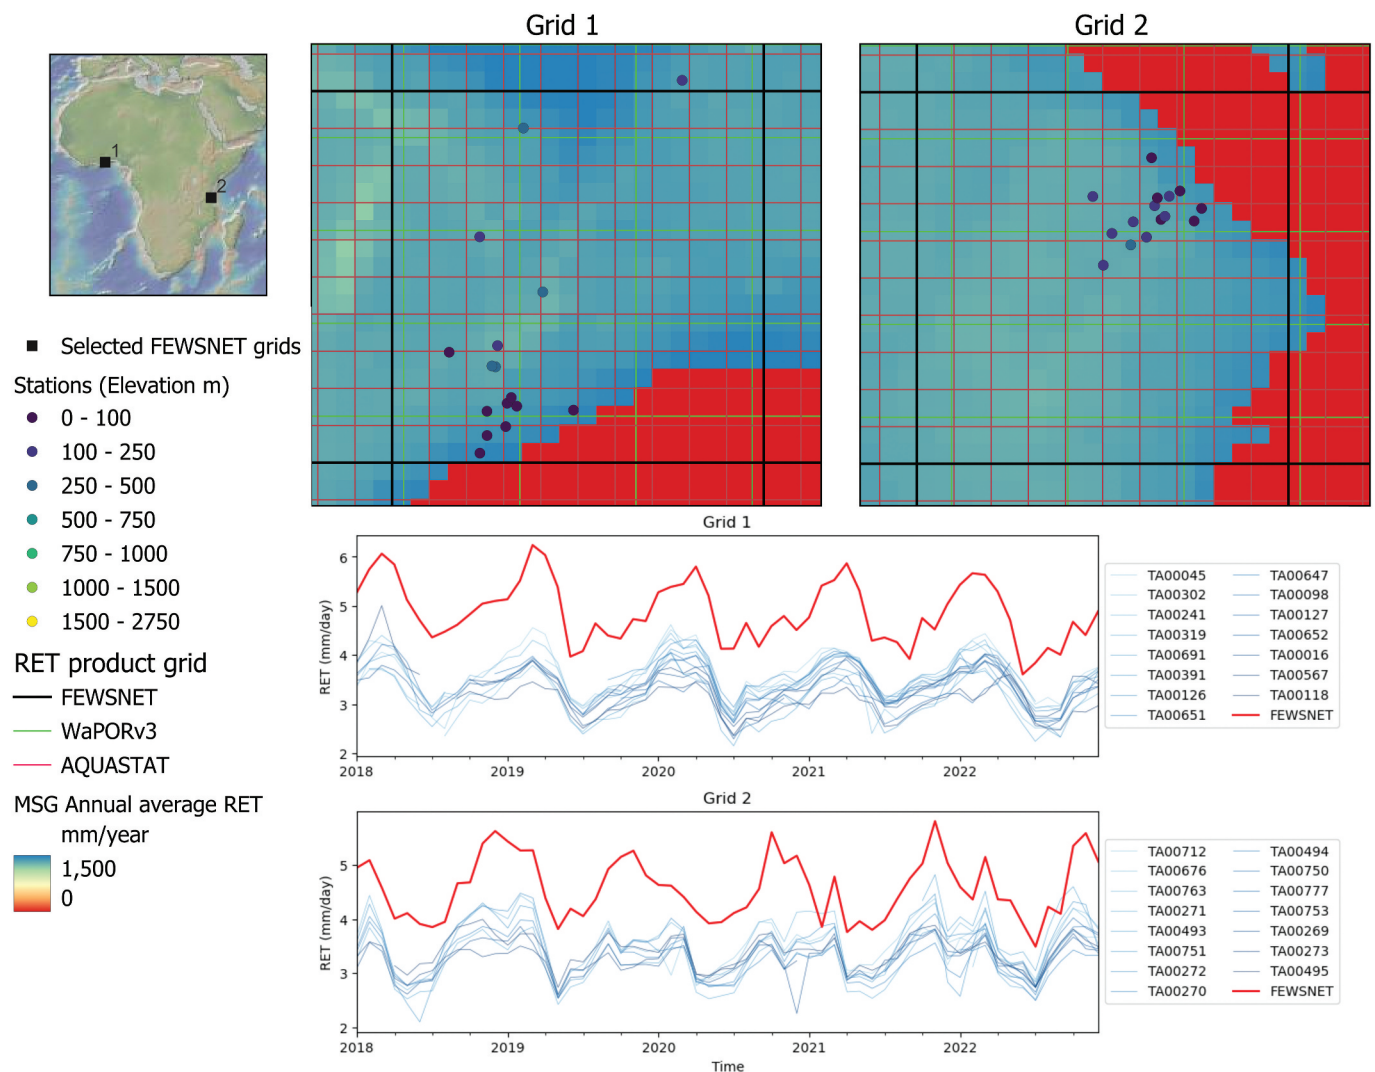 Grid 1
Grid 2
1
2
Selected FEWSNET grids
Stations (Elevation m)
0 - 100
100 - 250
250 - 500
500 - 750
750 - 1000
1000 - 1500
1500 - 2750
RET product grid
FEWSNET
WaPORv3
AQUASTAT
MSG Annual average RET
mm/year
1,500
0
Grid 1
RET (mm/day)
6
5
4
3
2
2018 2019 2020 2021 2022
TA00045 TA00647
TA00302 TA00098
TA00241 TA00127
TA00319 TA00652
TA00691 TA00016
TA00391 TA00567
TA00126 TA00118
TA00651 FEWSNET
Grid 2
RET (mm/day)
5
4
3
2
2018 2019 2020 2021 2022
Time
TA00712 TA00494
TA00676 TA00750
TA00763 TA00777
TA00271 TA00753
TA00493 TA00269
TA00751 TA00273
TA00272 TA00495
TA00270 FEWSNET